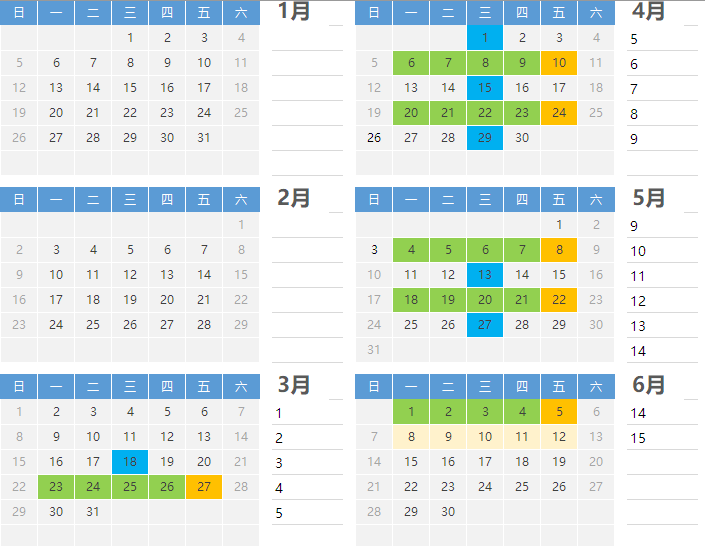 日 一 二 三 四 五 六 1月
1 2 3 4
5 6 7 8 9 10 11
12 13 14 15 16 17 18
19 20 21 22 23 24 25
26 27 28 29 30 31
日 一 二 三 四 五 六 4月
1 2 3 4 5
5 6 7 8 9 10 11 6
12 13 14 15 16 17 18 7
19 20 21 22 23 24 25 8
26 27 28 29 30 9
日 一 二 三 四 五 六 2月
1
2 3 4 5 6 7 8
9 10 11 12 13 14 15
16 17 18 19 20 21 22
23 24 25 26 27 28 29
日 一 二 三 四 五 六 5月
1 2 9
3 4 5 6 7 8 9 10
10 11 12 13 14 15 16 11
17 18 19 20 21 22 23 12
24 25 26 27 28 29 30 13
31 14
日 一 二 三 四 五 六 3月
1 2 3 4 5 6 7 1
8 9 10 11 12 13 14 2
15 16 17 18 19 20 21 3
22 23 24 25 26 27 28 4
29 30 31 5
日 一 二 三 四 五 六 6月
1 2 3 4 5 6 14
7 8 9 10 11 12 13 15
15 15 16 17 18 19 20
21 22 23 24 25 26 27
28 29 30